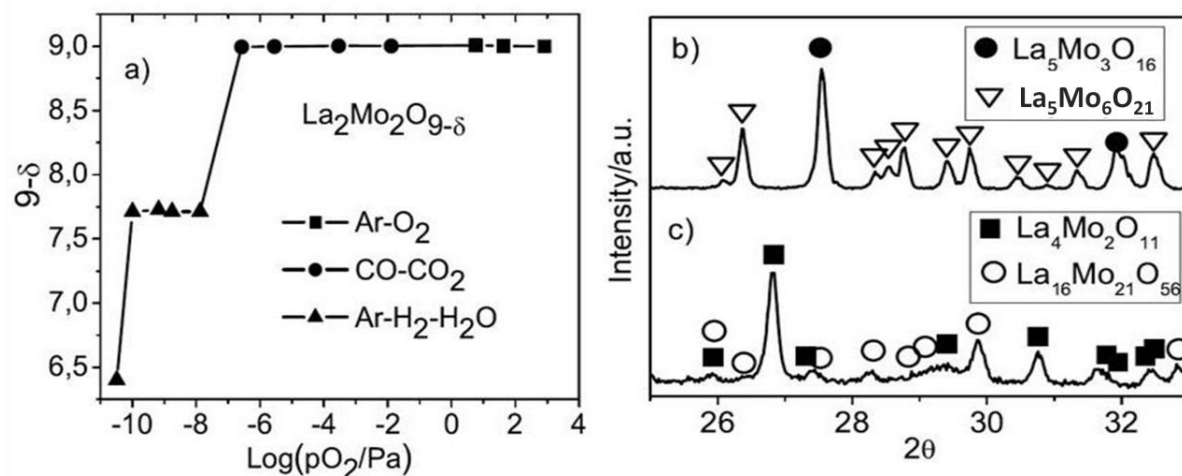 a)
La₂Mo₂O₉₋δ
Ar-O₂
CO-CO₂
Ar-H₂-H₂O
9-δ
9,0
8,5
8,0
7,5
7,0
6,5
-10 -8 -6 -4 -2 0 2 4
Log(pO₂/Pa)
b)
La₅Mo₃O₁₆
La₅Mo₆O₂₁
c)
La₄Mo₂O₁₁
La₁₆Mo₂₁O₅₆
Intensity/a.u.
26 28 30 32
2θ